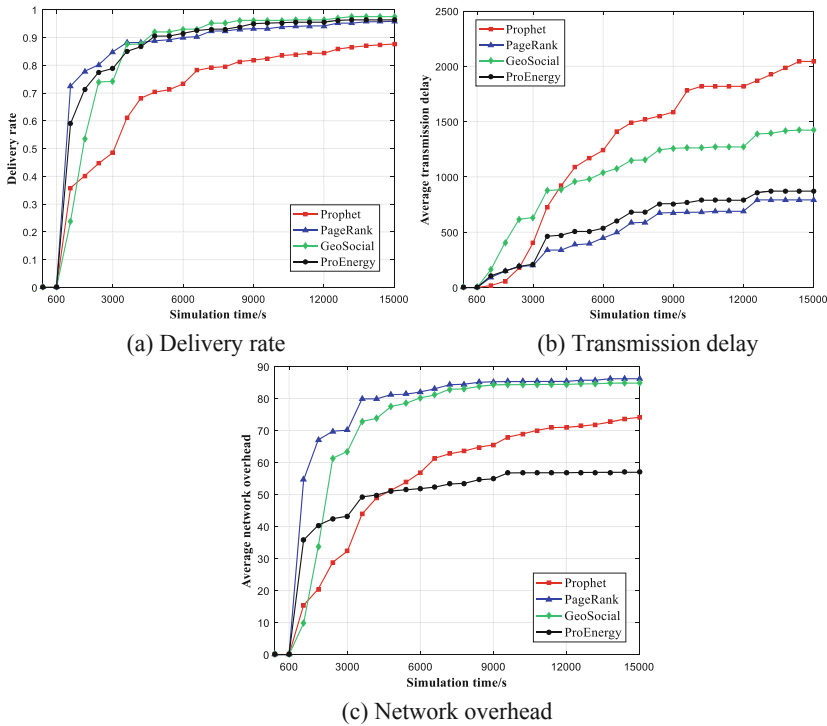 1
0.9
0.8
0.7
0.6
0.5
0.4
0.3
0.2
0.1
0
Delivery rate
600 3000 6000 9000 12000 15000
Simulation time/s
Prophet
PageRank
GeoSocial
ProEnergy
(a) Delivery rate
2500
2000
1500
1000
500
0
Average transmission delay
600 3000 6000 9000 12000 15000
Simulation time/s
Prophet
PageRank
GeoSocial
ProEnergy
(b) Transmission delay
90
80
70
60
50
40
30
20
10
0
Average network overhead
600 3000 6000 9000 12000 15000
Simulation time/s
Prophet
PageRank
GeoSocial
ProEnergy
(c) Network overhead